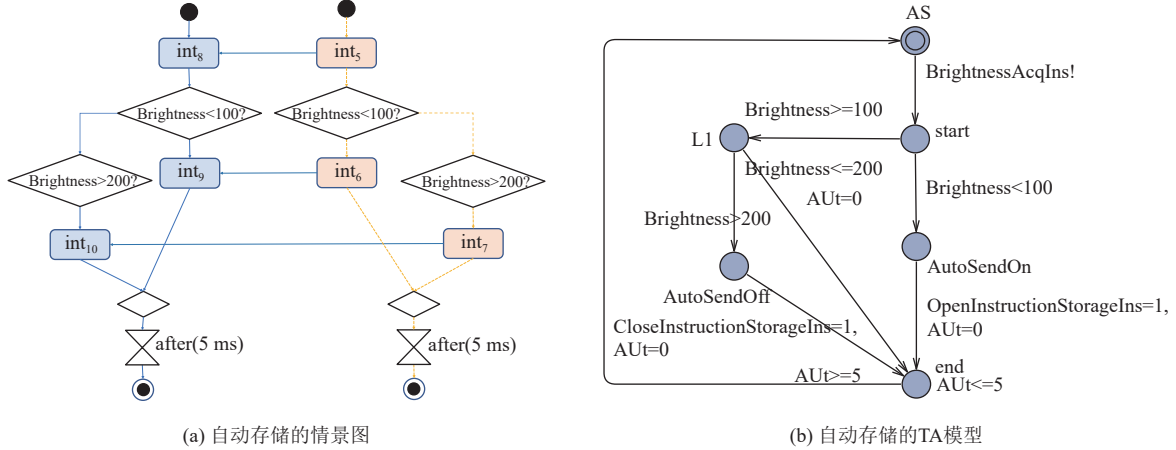 int₈
int₅
Brightness<100?
Brightness<100?
Brightness>200?
int₉
int₆
Brightness>200?
int₁₀
int₇
after(5 ms)
after(5 ms)
(a) 自动存储的情景图
AS
BrightnessAcqIns!
Brightness>=100
start
L1
Brightness<=200
AUt=0
Brightness<100
Brightness>200
AutoSendOn
AutoSendOff
OpenInstructionStorageIns=1,
AUt=0
CloseInstructionStorageIns=1,
AUt=0
end
AUt>=5
AUt<=5
(b) 自动存储的TA模型